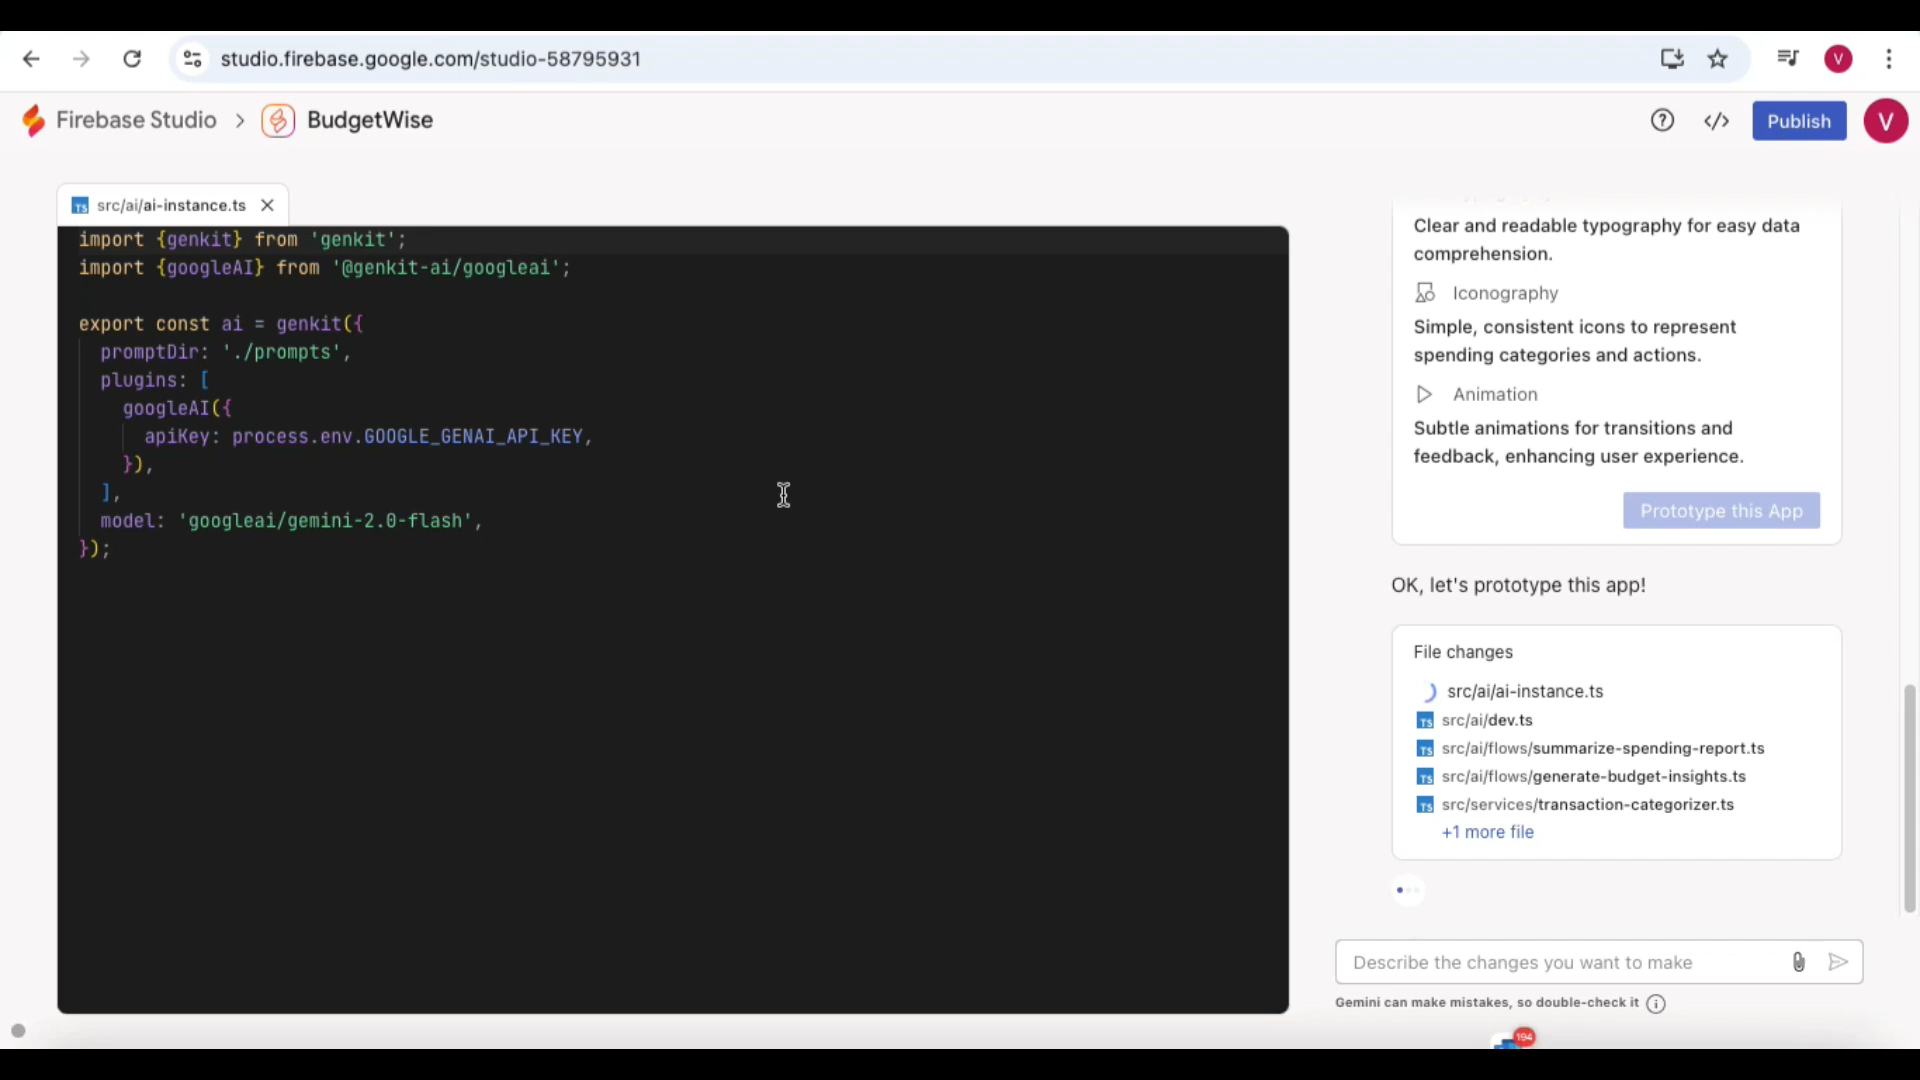 studio.firebase.google.com/studio-58795931
V
Firebase Studio > BudgetWise
</>
Publish
V
TS src/ai/ai-instance.ts
import {genkit} from 'genkit';
import {googleAI} from '@genkit-ai/googleai';
export const ai = genkit({
promptDir: './prompts',
plugins: [
googleAI({
apiKey: process.env.GOOGLE_GENAI_API_KEY,
}),
],
model: 'googleai/gemini-2.0-flash',
});
Clear and readable typography for easy data
comprehension.
Iconography
Simple, consistent icons to represent
spending categories and actions.
Animation
Subtle animations for transitions and
feedback, enhancing user experience.
Prototype this App
OK, let's prototype this app!
File changes
src/ai/ai-instance.ts
TS src/ai/dev.ts
TS src/ai/flows/summarize-spending-report.ts
TS src/ai/flows/generate-budget-insights.ts
TS src/services/transaction-categorizer.ts
+1 more file
Describe the changes you want to make
Gemini can make mistakes, so double-check it
194